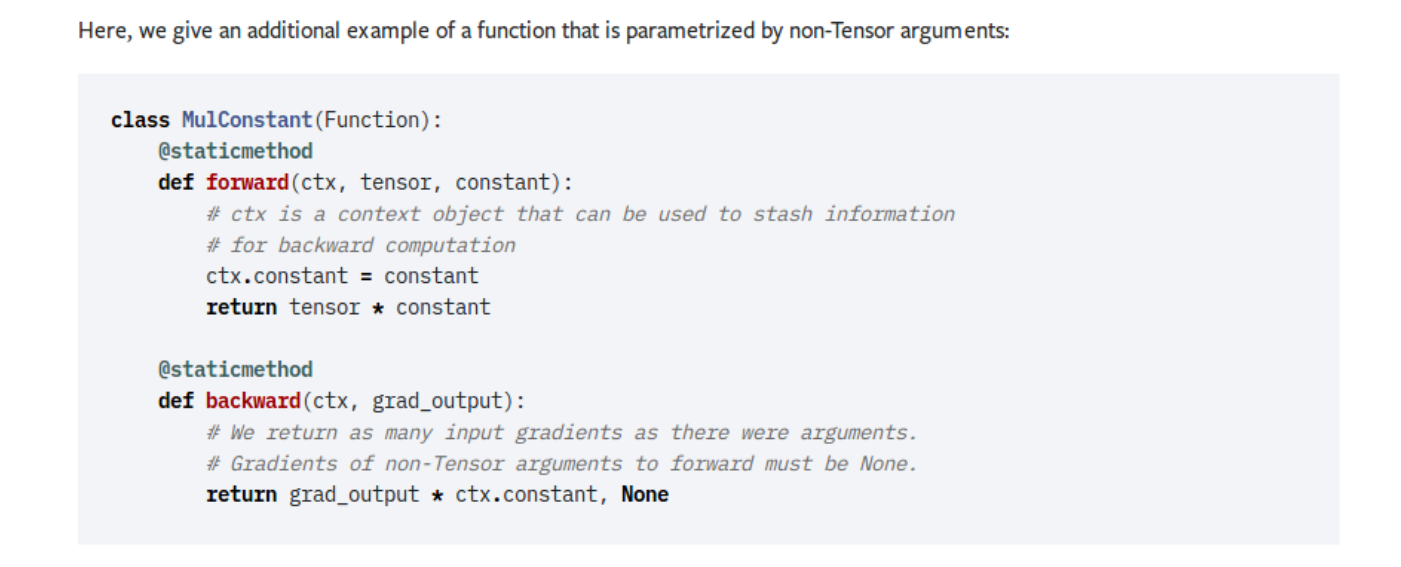 Here, we give an additional example of a function that is parametrized by non-Tensor arguments:
class MulConstant(Function):
    @staticmethod
    def forward(ctx, tensor, constant):
        # ctx is a context object that can be used to stash information
        # for backward computation
        ctx.constant = constant
        return tensor * constant

    @staticmethod
    def backward(ctx, grad_output):
        # We return as many input gradients as there were arguments.
        # Gradients of non-Tensor arguments to forward must be None.
        return grad_output * ctx.constant, None